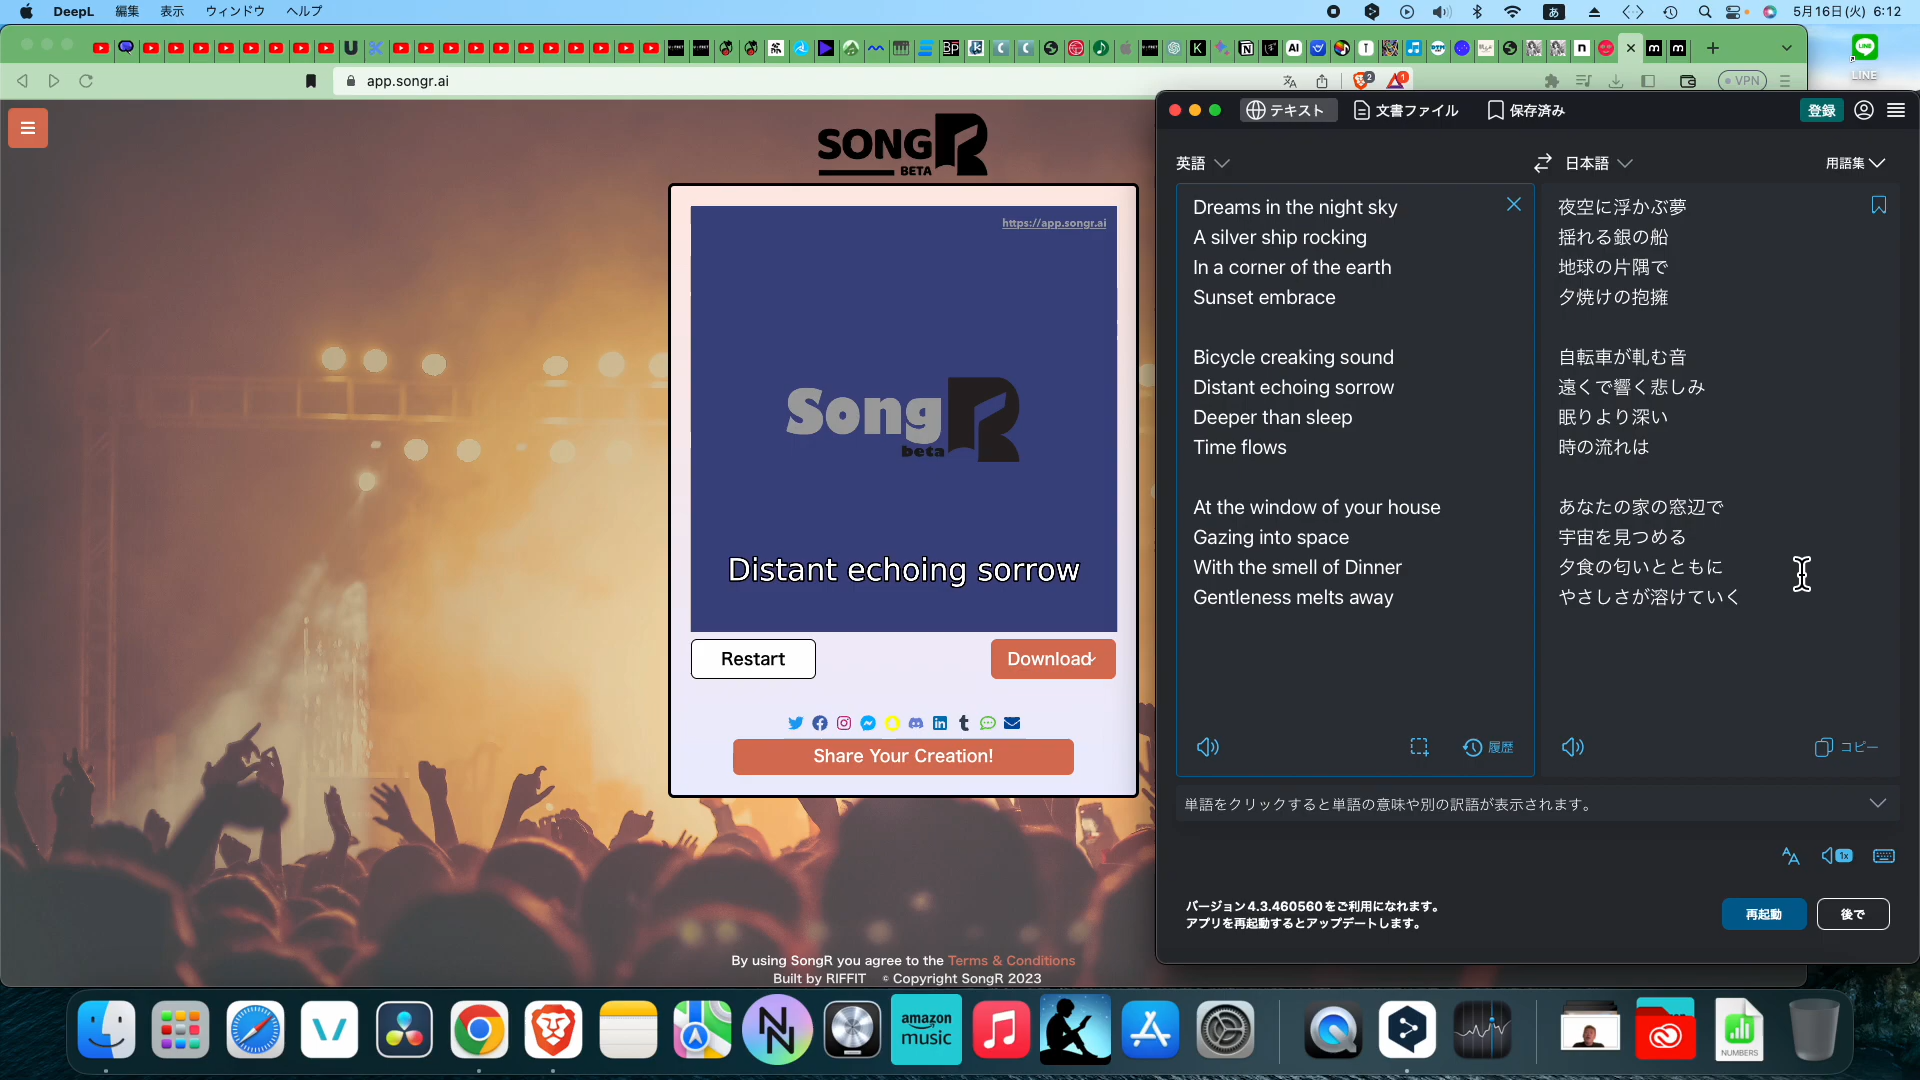 DeepL 編集 表示 ウィンドウ ヘルプ
あ
5月16日(火) 6:12
app.songr.ai
2
1
VPN
LINE
SONGR
BETA
https://app.songr.ai
SongR
beta
Distant echoing sorrow
Restart
Download
Share Your Creation!
By using SongR you agree to the Terms & Conditions
Built by RIFFIT © Copyright SongR 2023
テキスト 文書ファイル 保存済み 登録
英語 日本語 用語集
Dreams in the night sky
A silver ship rocking
In a corner of the earth
Sunset embrace
Bicycle creaking sound
Distant echoing sorrow
Deeper than sleep
Time flows
At the window of your house
Gazing into space
With the smell of Dinner
Gentleness melts away
履歴
夜空に浮かぶ夢
揺れる銀の船
地球の片隅で
夕焼けの抱擁
自転車が軋む音
遠くで響く悲しみ
眠りより深い
時の流れは
あなたの家の窓辺で
宇宙を見つめる
夕食の匂いとともに
やさしさが溶けていく
コピー
単語をクリックすると単語の意味や別の訳語が表示されます。
1x
バージョン4.3.460560をご利用になれます。
アプリを再起動するとアップデートします。
再起動 後で
amazon
music
NUMBERS